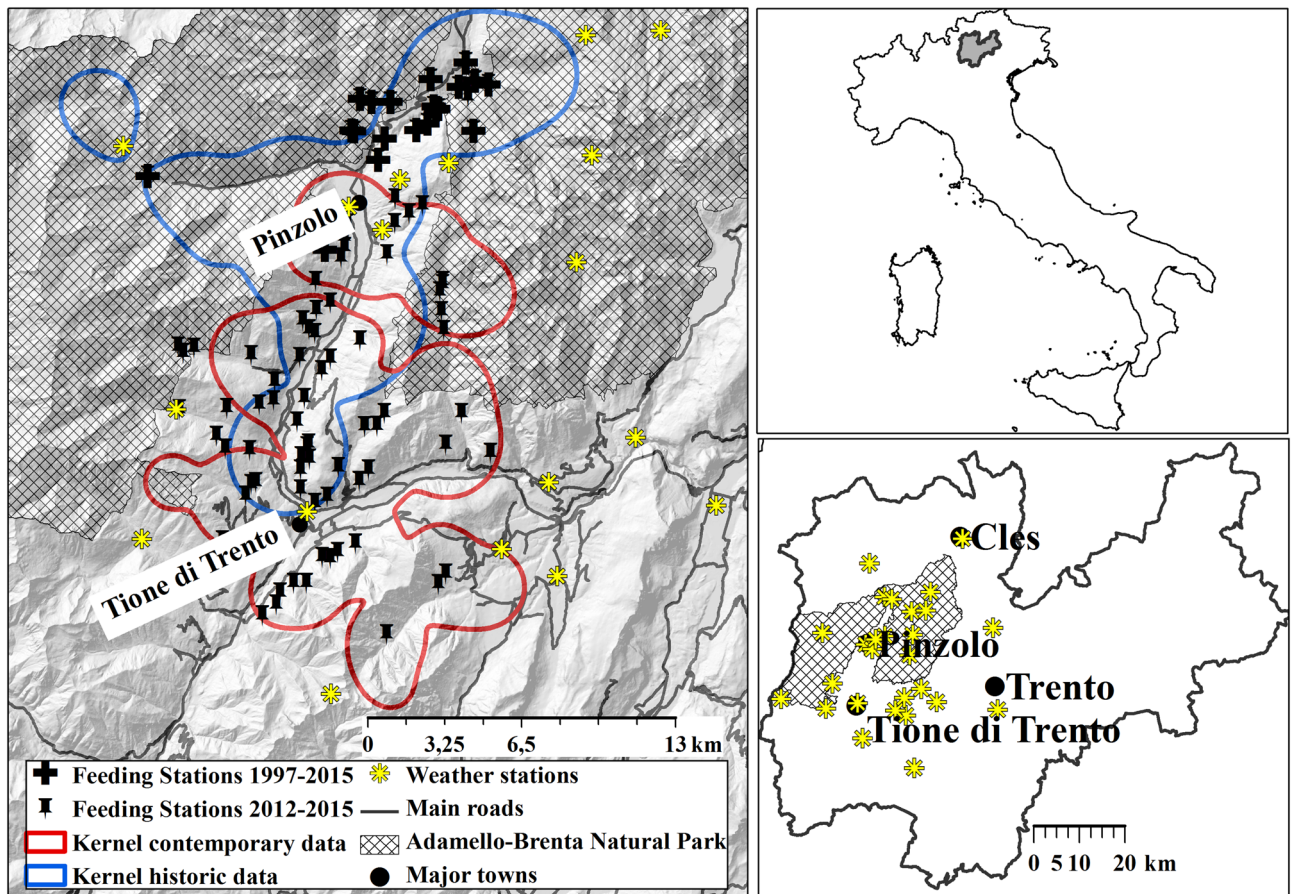 Pinzolo
Tione di Trento
0 3,25 6,5 13 km
Feeding Stations 1997-2015
Weather stations
Feeding Stations 2012-2015
Main roads
Kernel contemporary data
Adamello-Brenta Natural Park
Kernel historic data
Major towns
Cles
Pinzolo
Trento
Tione di Trento
0 5 10 20 km